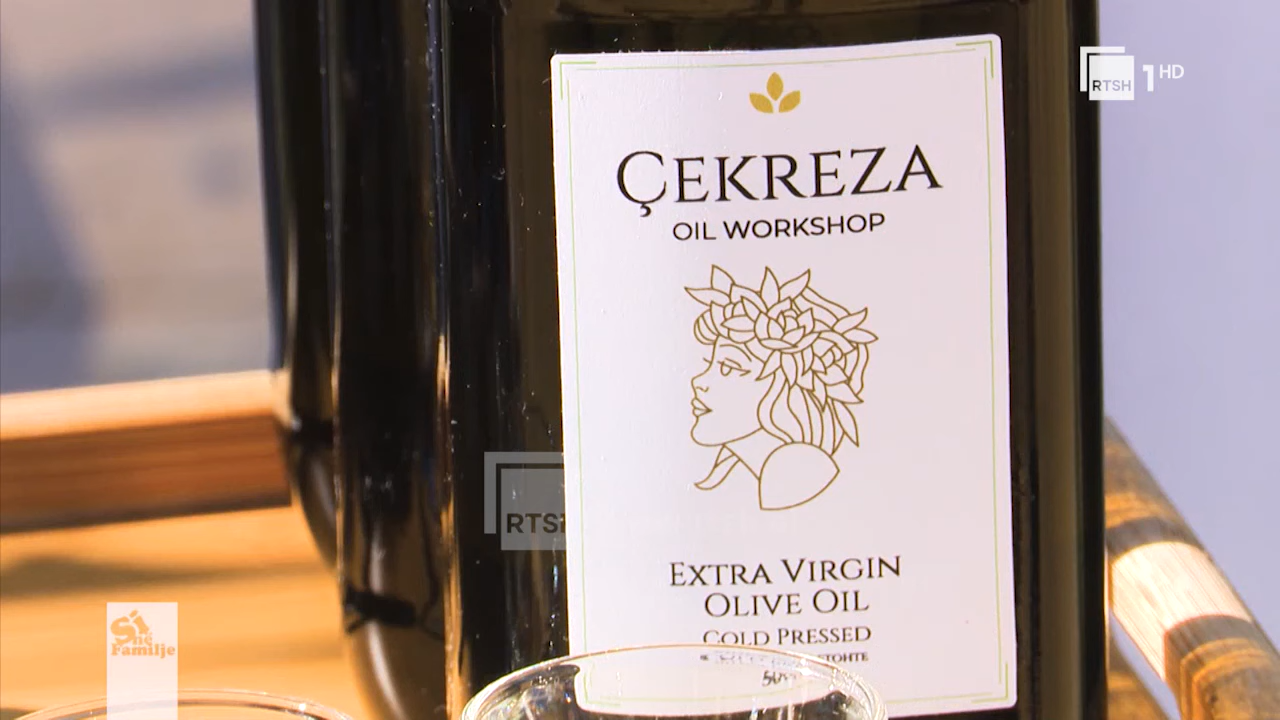 RTSH 1 HD
ÇEKREZA
OIL WORKSHOP
RTSH
EXTRA VIRGIN
OLIVE OIL
COLD PRESSED
Si në
Familje